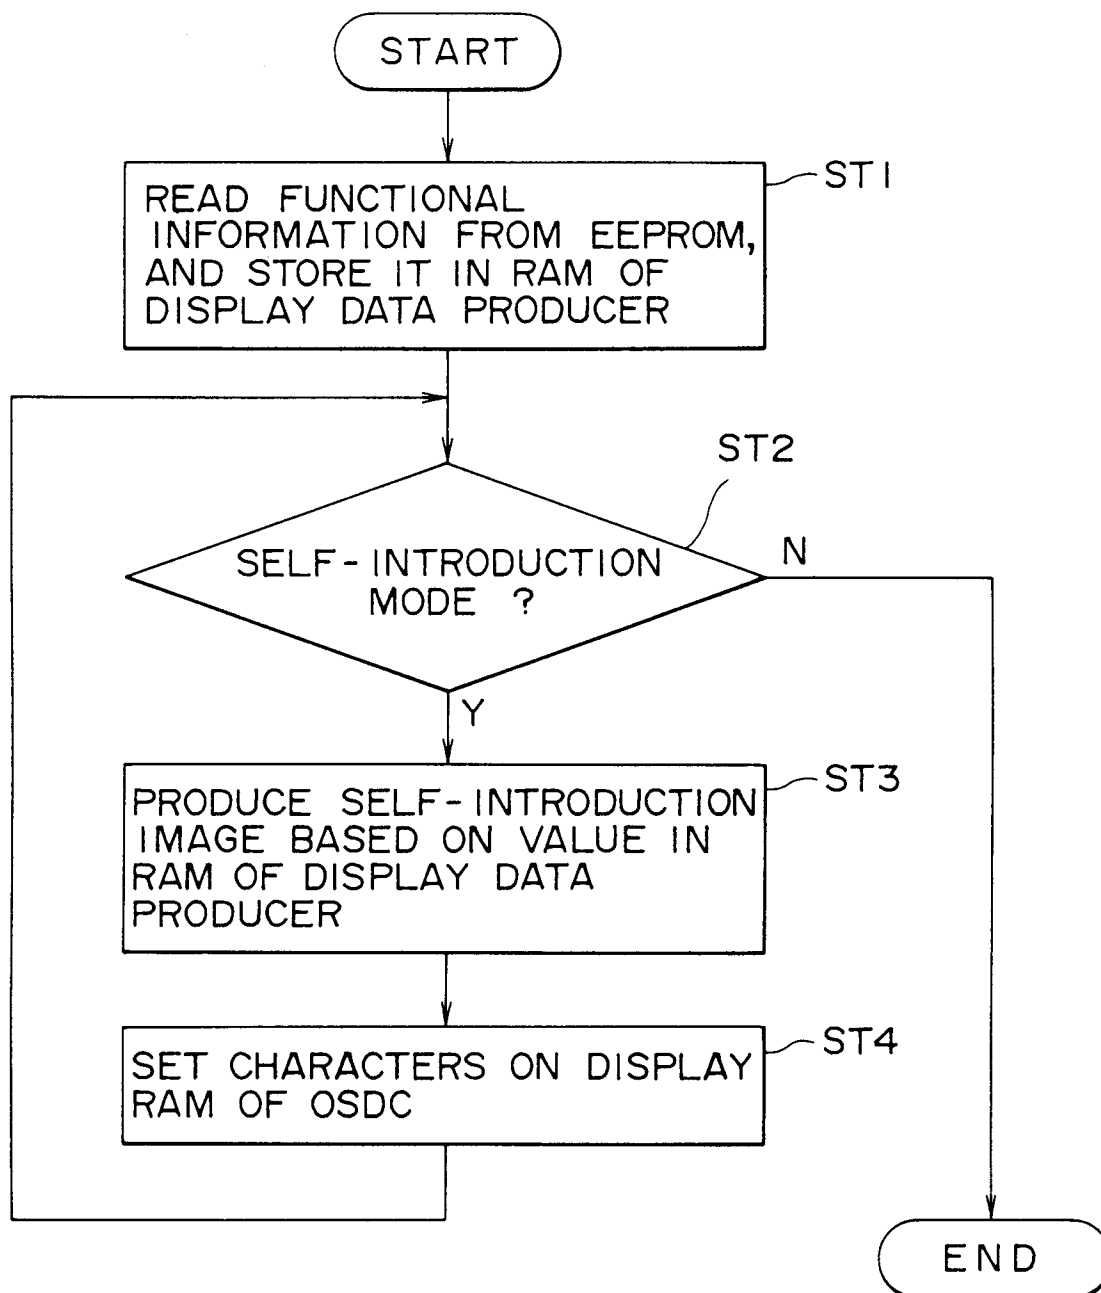 START
ST1
READ FUNCTIONAL
INFORMATION FROM EEPROM,
AND STORE IT IN RAM OF
DISPLAY DATA PRODUCER
ST2
SELF-INTRODUCTION
MODE ?
N
Y
ST3
PRODUCE SELF-INTRODUCTION
IMAGE BASED ON VALUE IN
RAM OF DISPLAY DATA
PRODUCER
ST4
SET CHARACTERS ON DISPLAY
RAM OF OSDC
END